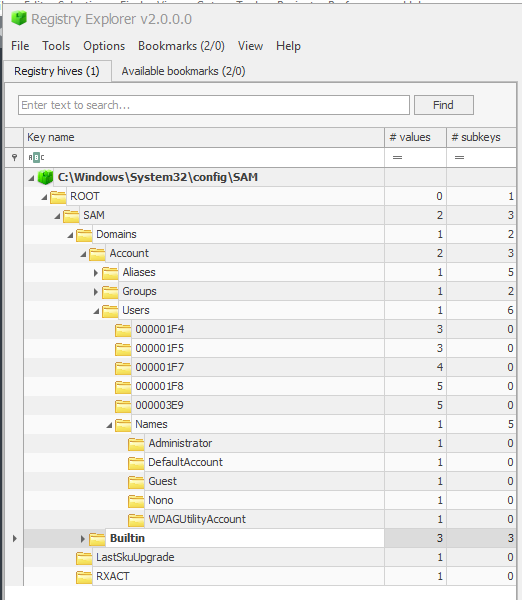 Registry Explorer v2.0.0.0
File Tools Options Bookmarks (2/0) View Help
Registry hives (1) Available bookmarks (2/0)
Enter text to search... Find
Key name # values # subkeys
ABC = =
C:\Windows\System32\config\SAM
ROOT 0 1
SAM 2 3
Domains 1 2
Account 2 3
Aliases 1 5
Groups 1 2
Users 1 6
000001F4 3 0
000001F5 3 0
000001F7 4 0
000001F8 5 0
000003E9 5 0
Names 1 5
Administrator 1 0
DefaultAccount 1 0
Guest 1 0
Nono 1 0
WDAGUtilityAccount 1 0
Builtin 3 3
LastSkuUpgrade 1 0
RXACT 1 0